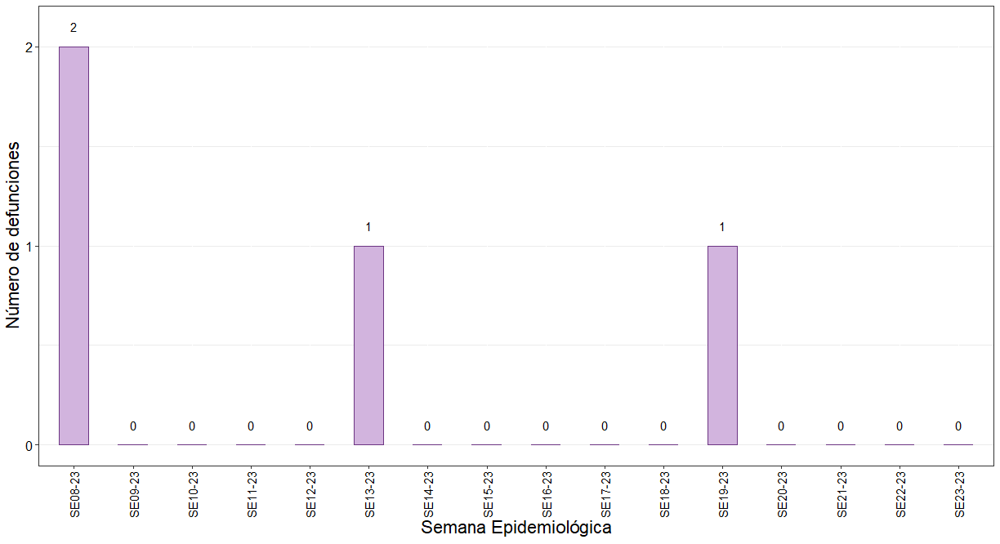 Número de defunciones
2
1
0
2
0
0
0
0
1
0
0
0
0
0
1
0
0
0
0
SE08-23
SE09-23
SE10-23
SE11-23
SE12-23
SE13-23
SE14-23
SE15-23
SE16-23
SE17-23
SE18-23
SE19-23
SE20-23
SE21-23
SE22-23
SE23-23
Semana Epidemiológica